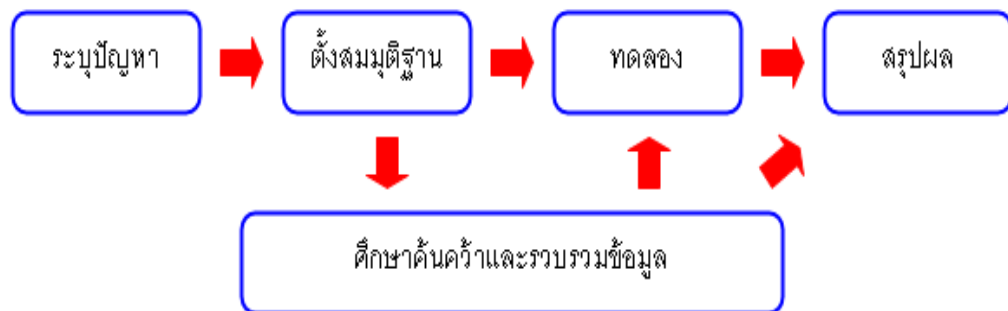 ระบุปัญหา
ตั้งสมมุติฐาน
ทดลอง
สรุปผล
ศึกษาค้นคว้าและรวบรวมข้อมูล